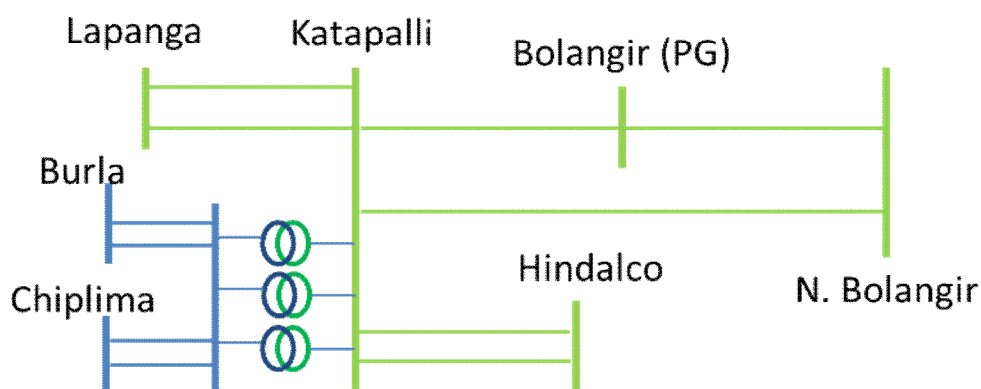 Lapanga
Katapalli
Bolangir (PG)
Burla
Hindalco
Chiplima
N. Bolangir